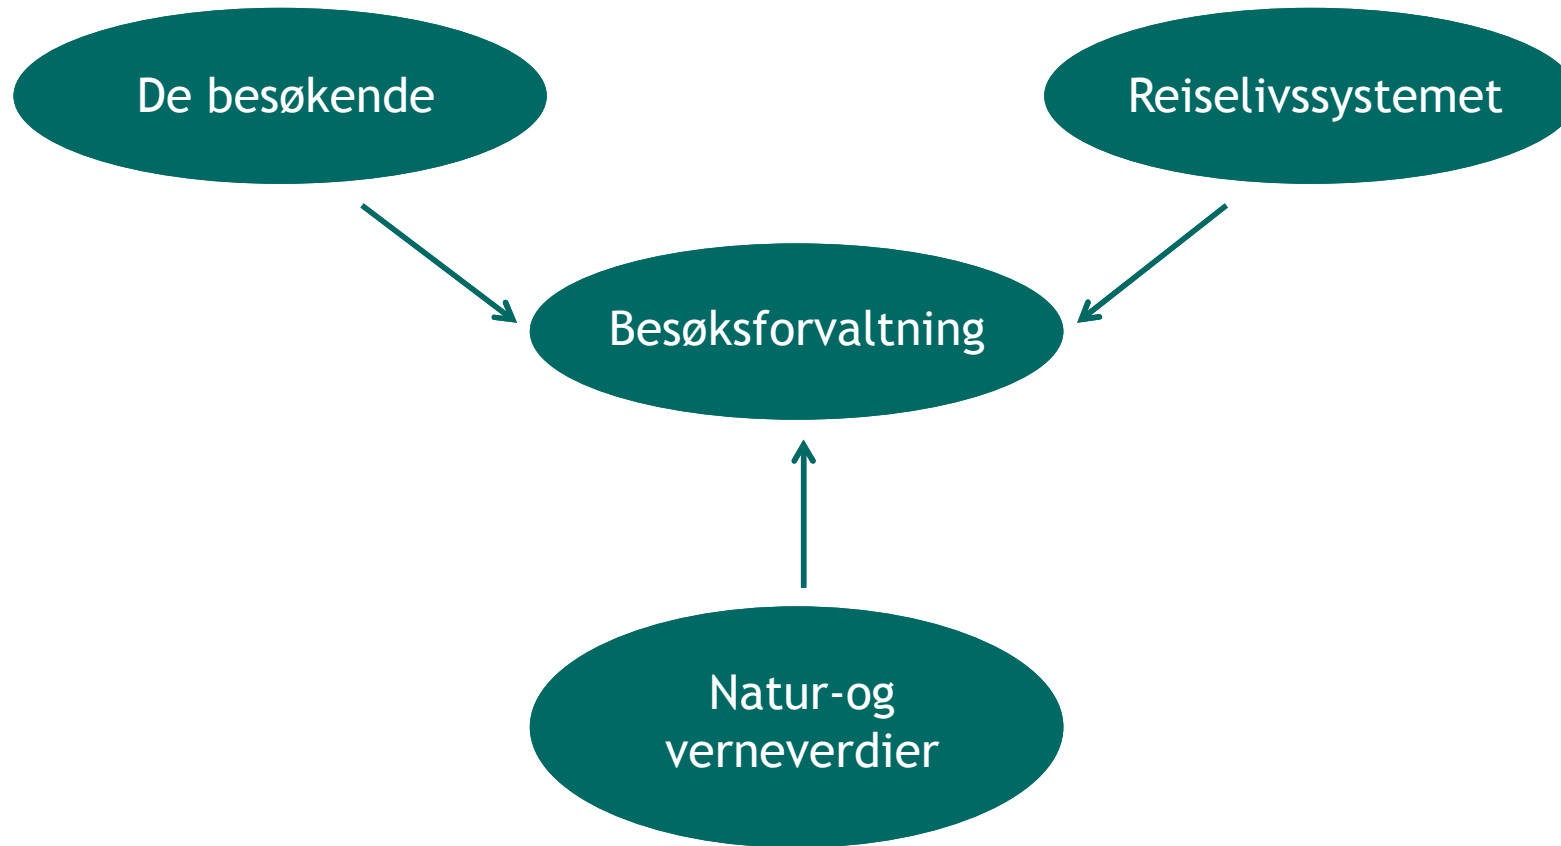 De besøkende
Reiselivssystemet
Besøksforvaltning
Natur-og
verneverdier